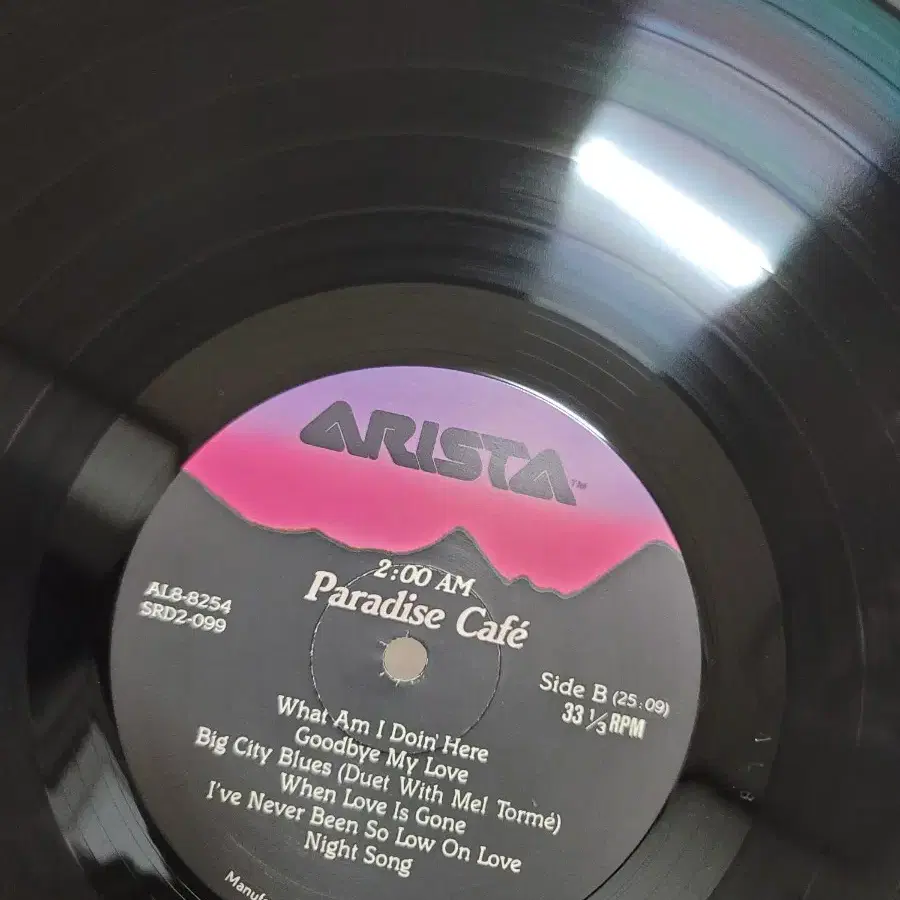 ARISTA™
2:00 AM
Paradise Café
AL8-8254
SRD2-099
Side B (25:09)
33 1/3 RPM
What Am I Doin' Here
Goodbye My Love
Big City Blues (Duet With Mel Tormé)
When Love Is Gone
I've Never Been So Low On Love
Night Song